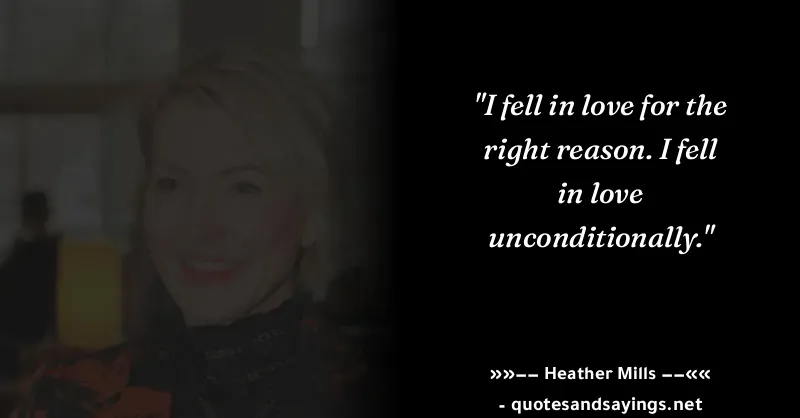 "I fell in love for the
right reason. I fell
in love
unconditionally."
»»−− Heather Mills −−««
- quotesandsayings.net